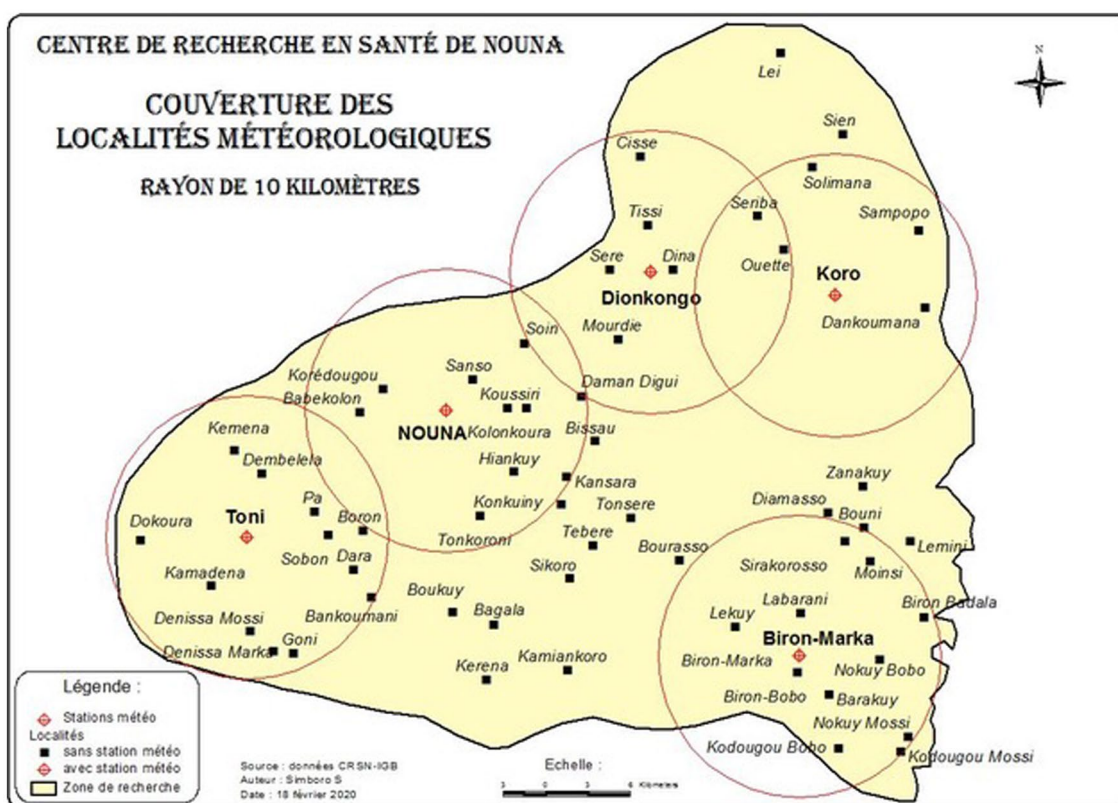 CENTRE DE RECHERCHE EN SANTÉ DE NOUNA
COUVERTURE DES
LOCALITÉS MÉTÉOROLOGIQUES
RAYON DE 10 KILOMÈTRES
N
Lei
Sien
Cisse
Solimana
Seriba
Sampopo
Tissi
Sere
Dina
Ouette
Koro
Dionkongo
Dankoumana
Soin
Mourdie
Sanso
Korédougou
Daman Digui
Babekolon
Koussiri
NOUNA
Kolonkoura
Bissau
Kemena
Hiankuy
Dembelela
Kansara
Zanakuy
Pa
Konkuiny
Tonsere
Diamasso
Toni
Boron
Bouni
Dokoura
Tonkoroni
Tebere
Lemini
Sobon
Dara
Bourasso
Sirakorosso
Moinsi
Kamadena
Sikoro
Boukuy
Labarani
Biron Badala
Denissa Mossi
Bankoumani
Bagala
Lekuy
Goni
Biron-Marka
Denissa Marka
Kerena
Kamiankoro
Biron-Marka
Nokuy Bobo
Biron-Bobo
Barakuy
Nokuy Mossi
Kodougou Bobo
Kodougou Mossi
Légende :
Stations météo
Localités
sans station météo
avec station météo
Zone de recherche
Source : données CRSN-IGB
Auteur : Simboro S
Date : 18 février 2020
Echelle :
3 0 3 6 Kilometers